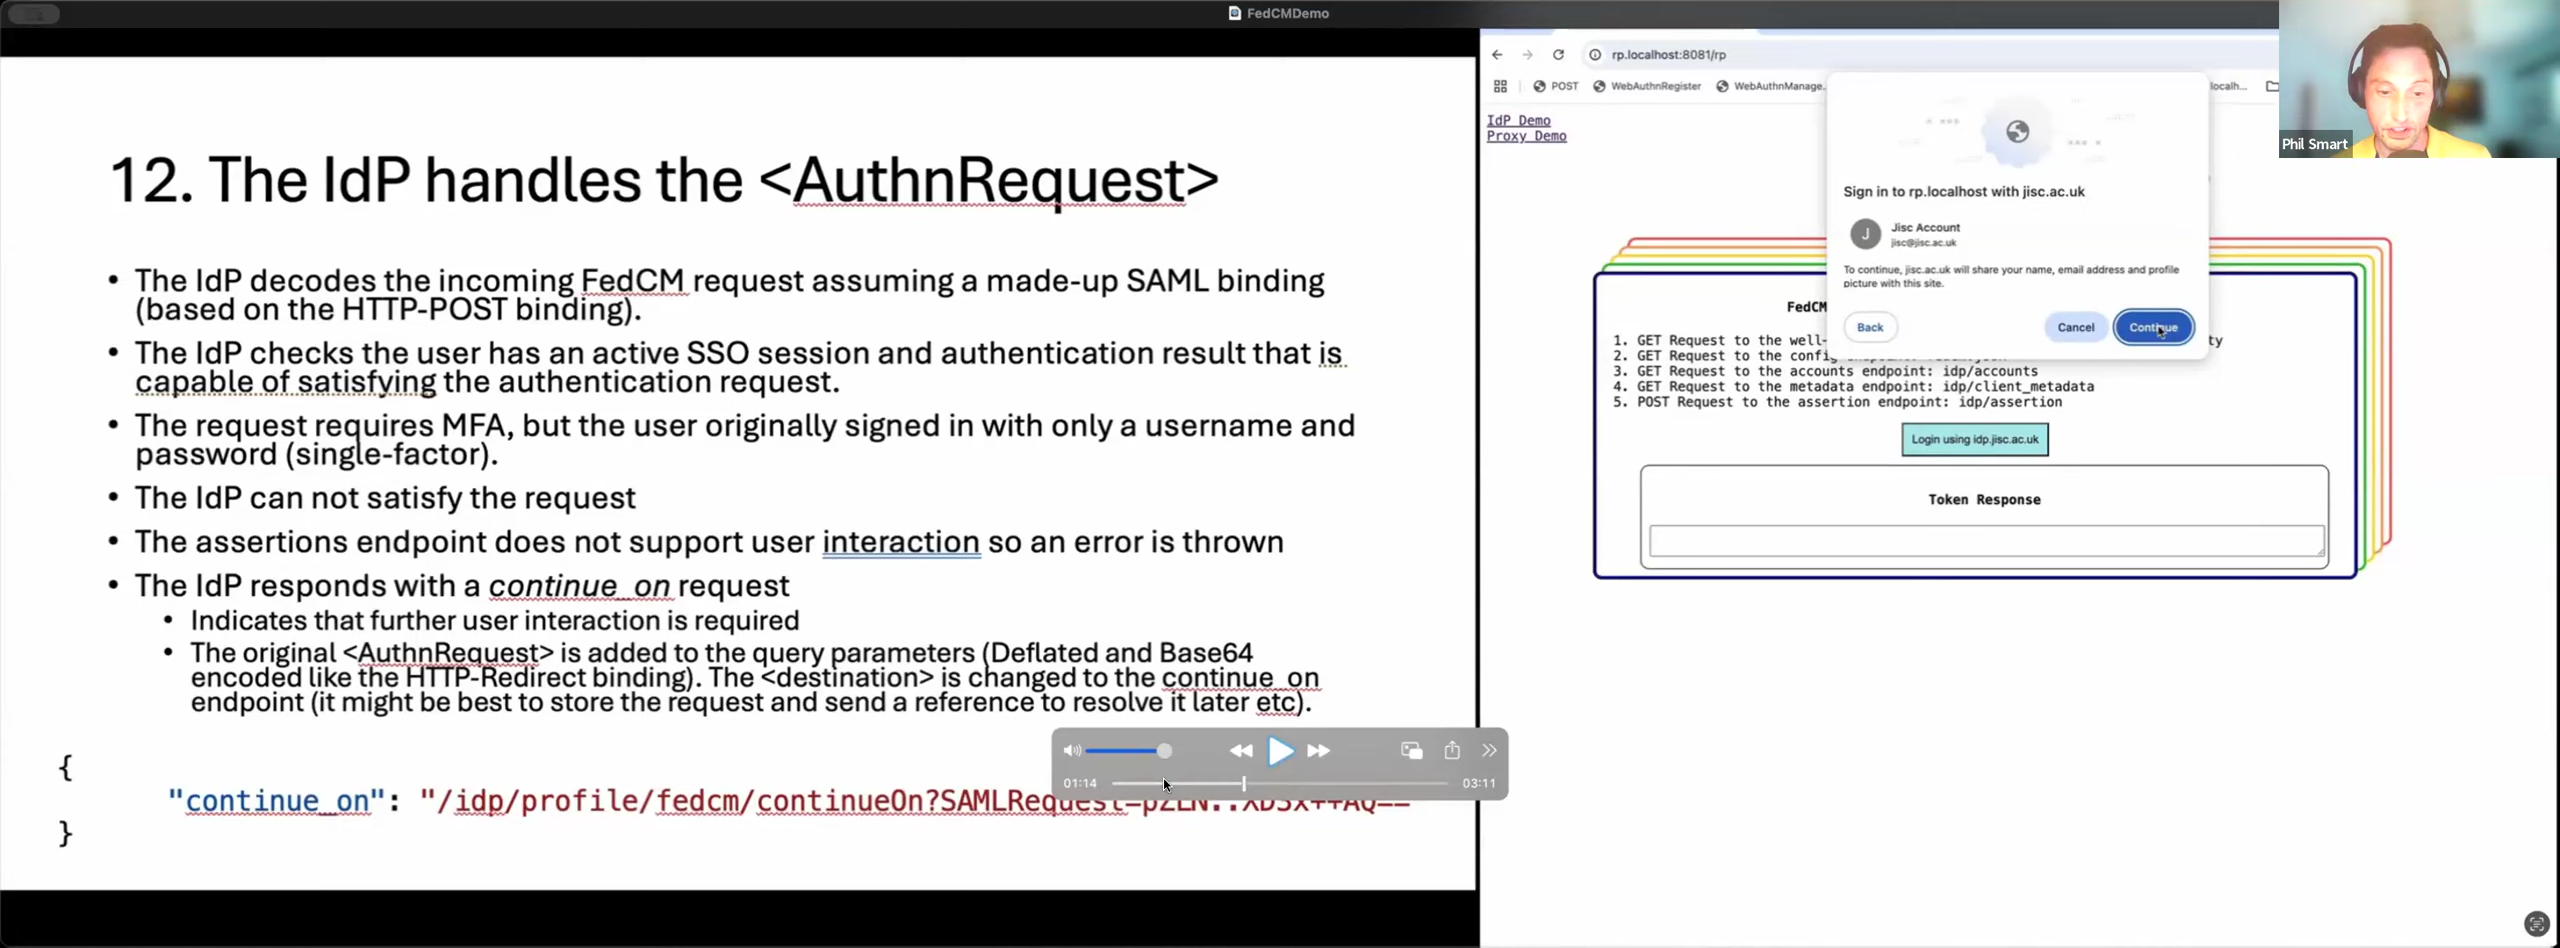 FedCMDemo
12. The IdP handles the <AuthnRequest>
• The IdP decodes the incoming FedCM request assuming a made-up SAML binding
(based on the HTTP-POST binding).
• The IdP checks the user has an active SSO session and authentication result that is
capable of satisfying the authentication request.
• The request requires MFA, but the user originally signed in with only a username and
password (single-factor).
• The IdP can not satisfy the request
• The assertions endpoint does not support user interaction so an error is thrown
• The IdP responds with a continue_on request
• Indicates that further user interaction is required
• The original <AuthnRequest> is added to the query parameters (Deflated and Base64
encoded like the HTTP-Redirect binding). The <destination> is changed to the continue_on
endpoint (it might be best to store the request and send a reference to resolve it later etc).
{
"continue_on": "/idp/profile/fedcm/continueOn?SAMLRequest=
}
01:14
03:11
rp.localhost:8081/rp
POST
WebAuthnRegister
WebAuthnManage...
localh...
IdP Demo
Proxy Demo
Sign in to rp.localhost with jisc.ac.uk
J
Jisc Account
jisc@jisc.ac.uk
To continue, jisc.ac.uk will share your name, email address and profile
picture with this site.
Back
Cancel
Continue
FedCM
1. GET Request to the well-
2. GET Request to the config
3. GET Request to the accounts endpoint: idp/accounts
4. GET Request to the metadata endpoint: idp/client_metadata
5. POST Request to the assertion endpoint: idp/assertion
Login using idp.jisc.ac.uk
Token Response
Phil Smart